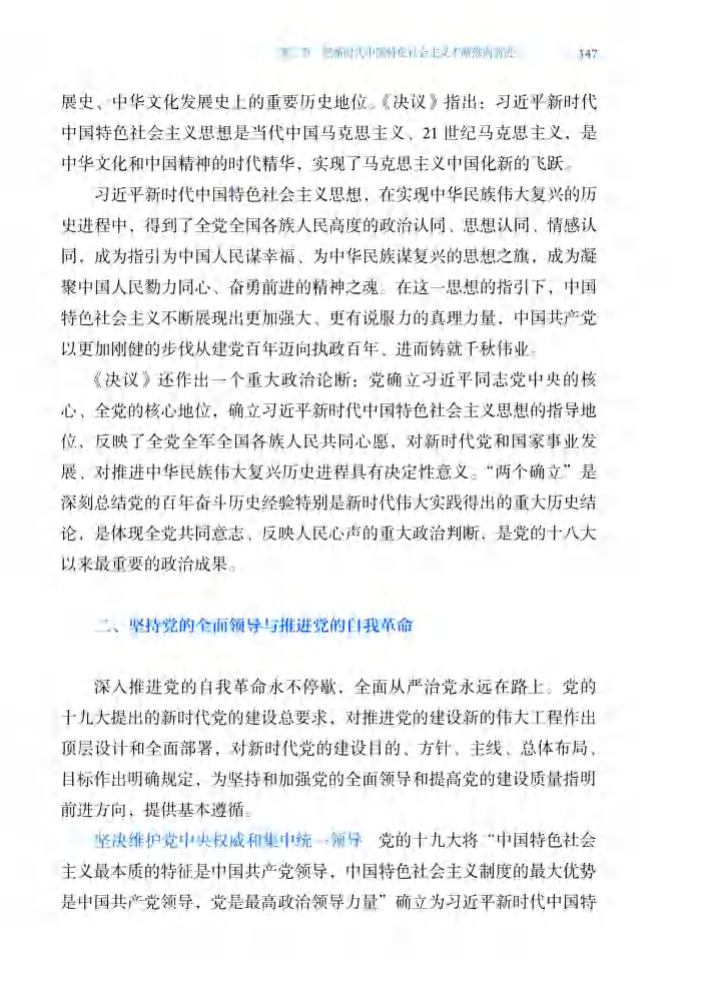 第二节 把新时代中国特色社会主义不断推向前进 347
展史、中华文化发展史上的重要历史地位。《决议》指出：习近平新时代
中国特色社会主义思想是当代中国马克思主义、21 世纪马克思主义，是
中华文化和中国精神的时代精华，实现了马克思主义中国化新的飞跃。
习近平新时代中国特色社会主义思想，在实现中华民族伟大复兴的历
史进程中，得到了全党全国各族人民高度的政治认同、思想认同、情感认
同，成为指引为中国人民谋幸福、为中华民族谋复兴的思想之旗，成为凝
聚中国人民勠力同心、奋勇前进的精神之魂。在这一思想的指引下，中国
特色社会主义不断展现出更加强大、更有说服力的真理力量，中国共产党
以更加刚健的步伐从建党百年迈向执政百年、进而铸就千秋伟业。
《决议》还作出一个重大政治论断：党确立习近平同志党中央的核
心、全党的核心地位，确立习近平新时代中国特色社会主义思想的指导地
位，反映了全党全军全国各族人民共同心愿，对新时代党和国家事业发
展、对推进中华民族伟大复兴历史进程具有决定性意义。“两个确立”是
深刻总结党的百年奋斗历史经验特别是新时代伟大实践得出的重大历史结
论，是体现全党共同意志、反映人民心声的重大政治判断，是党的十八大
以来最重要的政治成果。
二、坚持党的全面领导与推进党的自我革命
深入推进党的自我革命永不停歇，全面从严治党永远在路上。党的
十九大提出的新时代党的建设总要求，对推进党的建设新的伟大工程作出
顶层设计和全面部署，对新时代党的建设目的、方针、主线、总体布局、
目标作出明确规定，为坚持和加强党的全面领导和提高党的建设质量指明
前进方向，提供基本遵循。
坚决维护党中央权威和集中统一领导 党的十九大将“中国特色社会
主义最本质的特征是中国共产党领导，中国特色社会主义制度的最大优势
是中国共产党领导，党是最高政治领导力量”确立为习近平新时代中国特